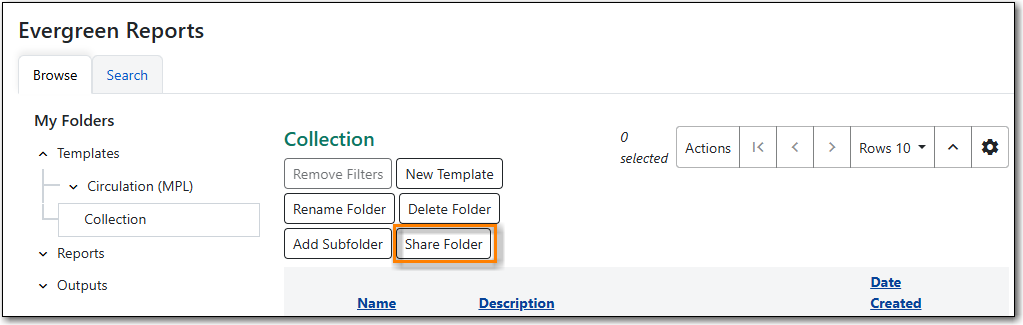 Evergreen Reports
Browse
Search
My Folders
Templates
Circulation (MPL)
Collection
Reports
Outputs
Collection
0
selected
Actions
Rows 10
Remove Filters
New Template
Rename Folder
Delete Folder
Add Subfolder
Share Folder
Name
Description
Date
Created